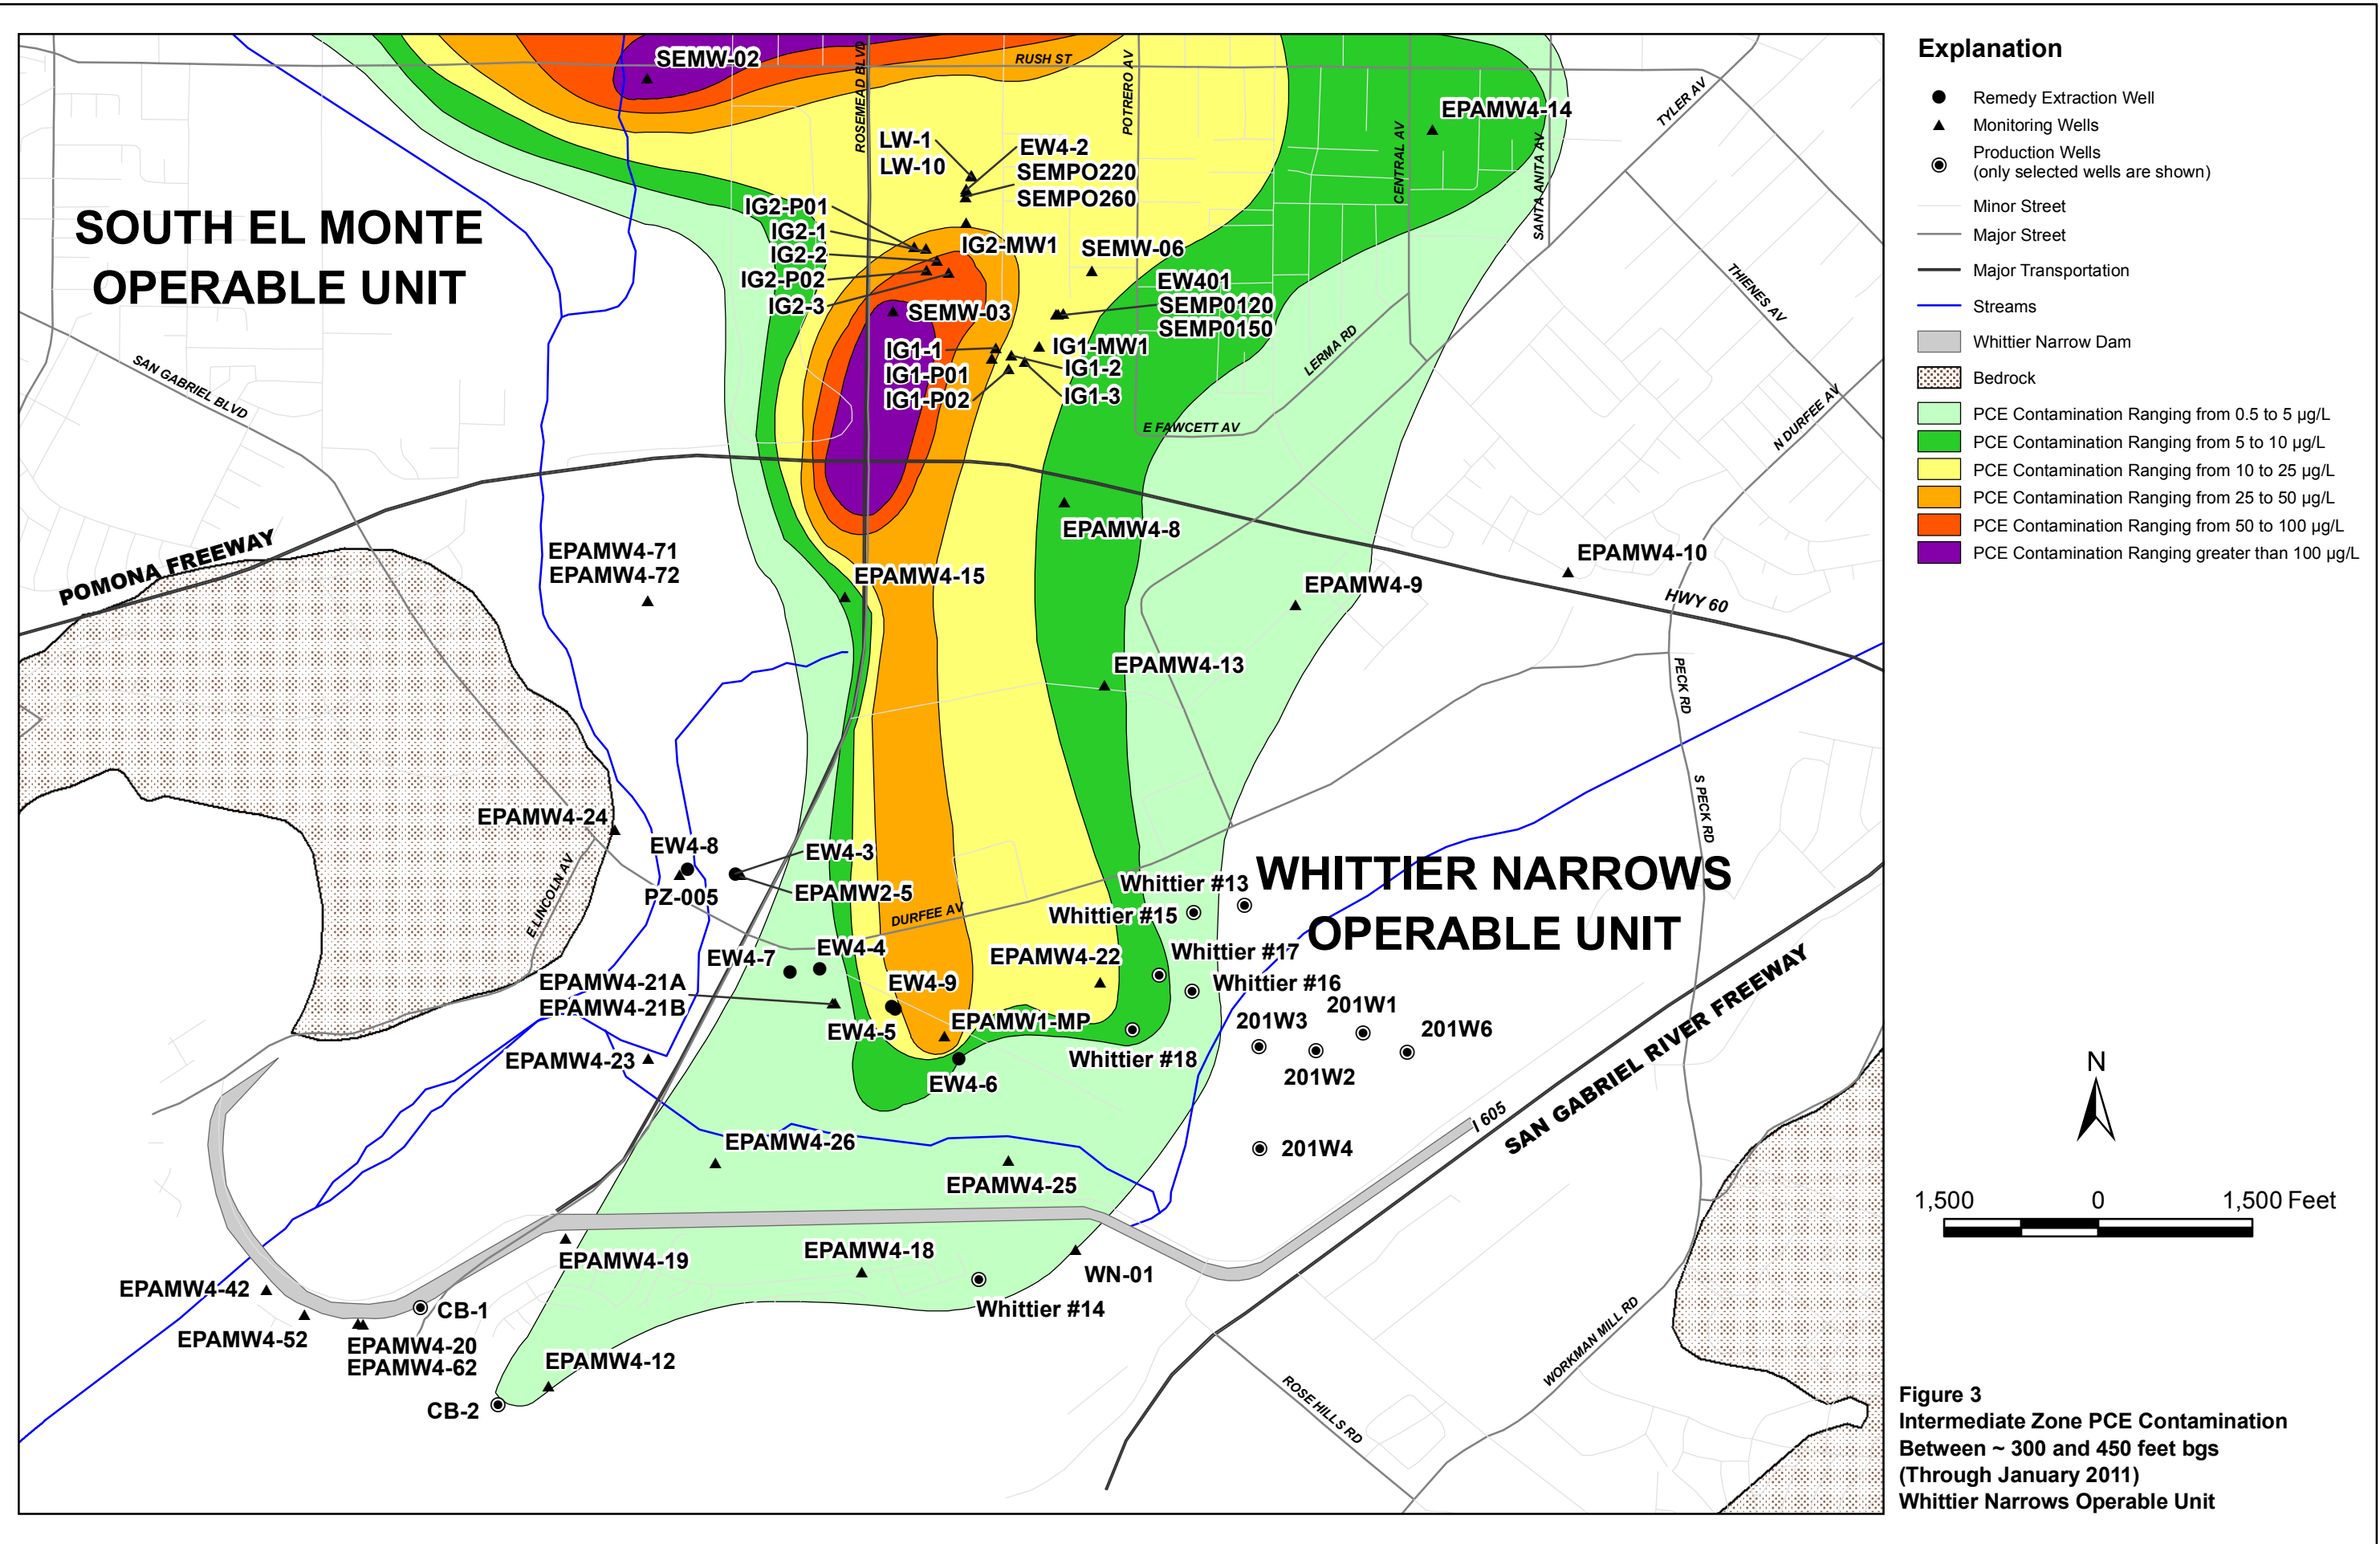 SEMW-02
ROSEMEAD BLVD
RUSH ST
POTRERO AV
EPAMW4-14
CENTRAL AV
SANTA ANITA AV
TYLER AV
LW-1
LW-10
EW4-2
SEMPO220
SEMPO260
SOUTH EL MONTE
OPERABLE UNIT
IG2-P01
IG2-1
IG2-2
IG2-P02
IG2-3
IG2-MW1
SEMW-06
EW401
SEMP0120
SEMP0150
THIENES AV
SEMW-03
IG1-1
IG1-P01
IG1-P02
IG1-MW1
IG1-2
IG1-3
LERMA RD
SAN GABRIEL BLVD
E FAWCETT AV
N DURFEE AV
POMONA FREEWAY
EPAMW4-71
EPAMW4-72
EPAMW4-8
EPAMW4-15
EPAMW4-9
EPAMW4-10
HWY 60
EPAMW4-13
PECK RD
S PECK RD
EPAMW4-24
EW4-8
PZ-005
EW4-3
EPAMW2-5
E LINCOLN AV
DURFEE AV
WHITTIER NARROWS
OPERABLE UNIT
Whittier #13
Whittier #15
Whittier #17
Whittier #16
EW4-7
EW4-4
EPAMW4-22
EPAMW4-21A
EPAMW4-21B
EW4-9
EW4-5
EPAMW1-MP
EPAMW4-23
EW4-6
Whittier #18
201W3
201W1
201W6
201W2
201W4
I 605
SAN GABRIEL RIVER FREEWAY
EPAMW4-26
EPAMW4-25
EPAMW4-19
EPAMW4-18
WN-01
Whittier #14
EPAMW4-42
EPAMW4-52
CB-1
EPAMW4-20
EPAMW4-62
EPAMW4-12
CB-2
ROSE HILLS RD
WORKMAN MILL RD
Explanation
Remedy Extraction Well
Monitoring Wells
Production Wells
(only selected wells are shown)
Minor Street
Major Street
Major Transportation
Streams
Whittier Narrow Dam
Bedrock
PCE Contamination Ranging from 0.5 to 5 µg/L
PCE Contamination Ranging from 5 to 10 µg/L
PCE Contamination Ranging from 10 to 25 µg/L
PCE Contamination Ranging from 25 to 50 µg/L
PCE Contamination Ranging from 50 to 100 µg/L
PCE Contamination Ranging greater than 100 µg/L
N
1,500 0 1,500 Feet
Figure 3
Intermediate Zone PCE Contamination
Between ~ 300 and 450 feet bgs
(Through January 2011)
Whittier Narrows Operable Unit